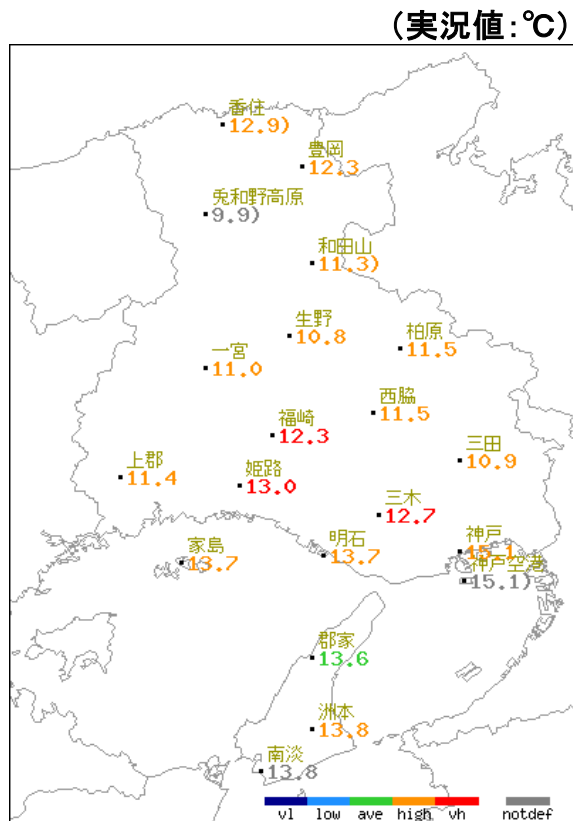 (実況値:℃)
香住
12.9)
豊岡
12.3
兎和野高原
9.9)
和田山
11.3)
生野
10.8
柏原
11.5
一宮
11.0
西脇
11.5
福崎
12.3
三田
10.9
上郡
11.4
姫路
13.0
三木
12.7
神戸
15.1
家島
13.7
明石
13.7
神戸空港
15.1)
郡家
13.6
洲本
13.8
南淡
13.8
vl low ave high vh notdef